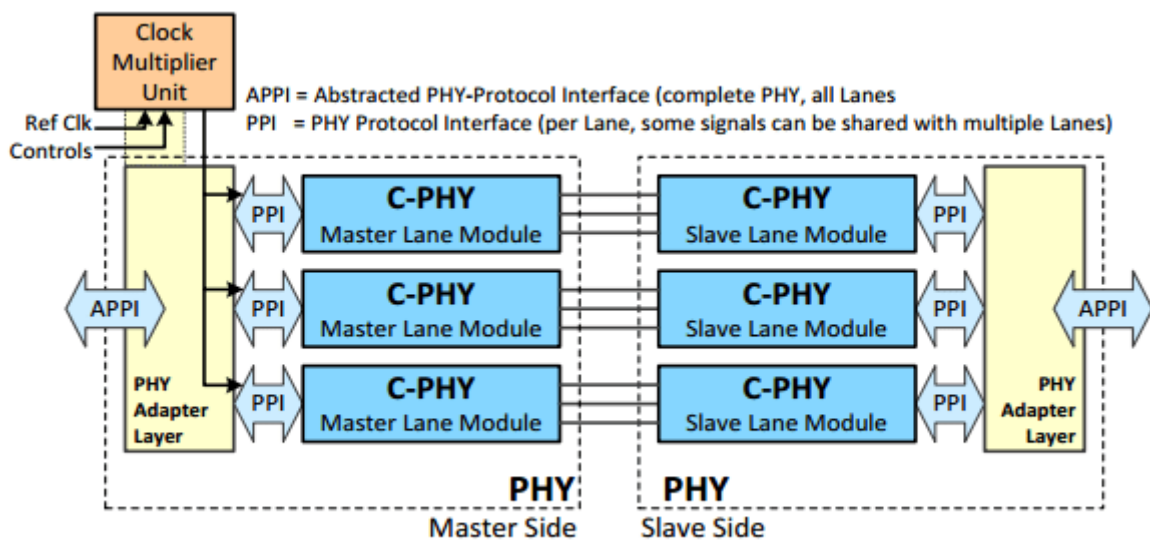 Clock
Multiplier
Unit
APPI = Abstracted PHY-Protocol Interface (complete PHY, all Lanes
PPI = PHY Protocol Interface (per Lane, some signals can be shared with multiple Lanes)
Ref Clk
Controls
PPI
C-PHY
Master Lane Module
C-PHY
Slave Lane Module
PPI
APPI
PPI
C-PHY
Master Lane Module
C-PHY
Slave Lane Module
PPI
APPI
PPI
C-PHY
Master Lane Module
C-PHY
Slave Lane Module
PPI
PHY
Adapter
Layer
PHY
Adapter
Layer
PHY
Master Side
PHY
Slave Side